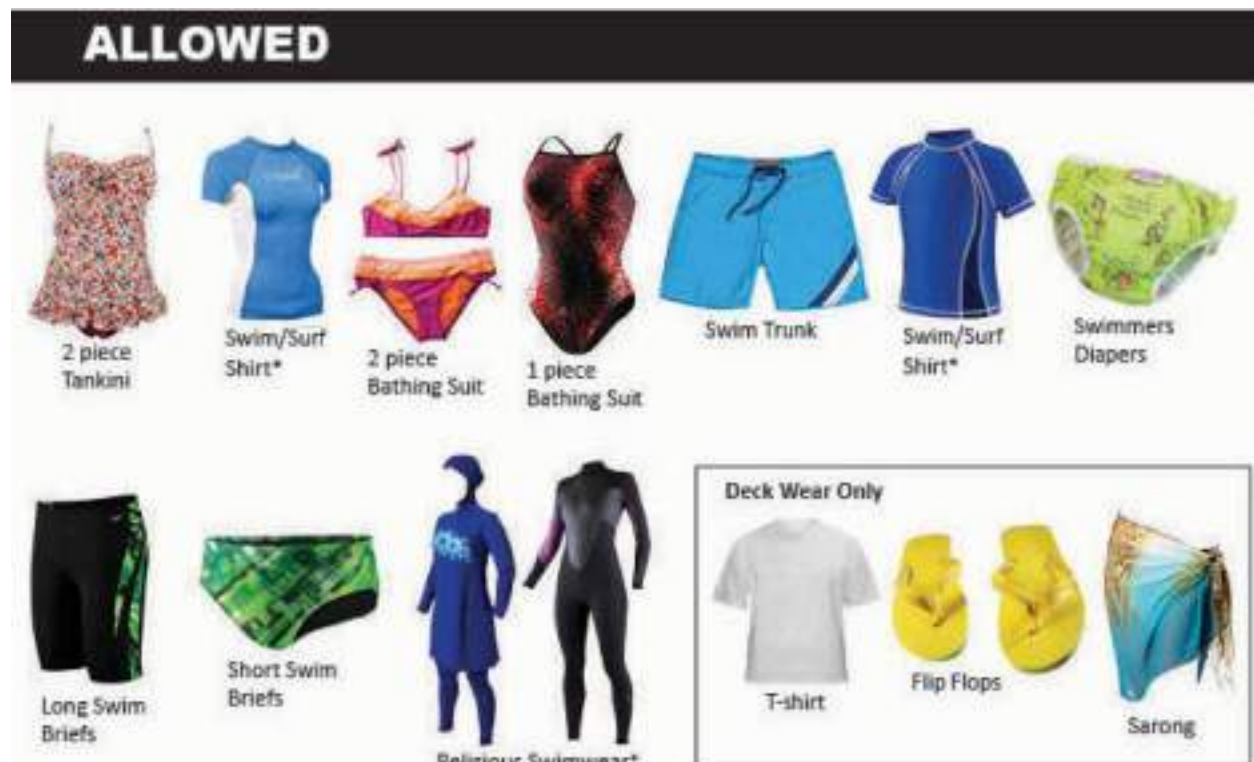 ALLOWED
2 piece
Tankini
Swim/Surf
Shirt*
2 piece
Bathing Suit
1 piece
Bathing Suit
Swim Trunk
Swim/Surf
Shirt*
Swimmers
Diapers
Long Swim
Briefs
Short Swim
Briefs
Religious Swimwear*
Deck Wear Only
T-shirt
Flip Flops
Sarong